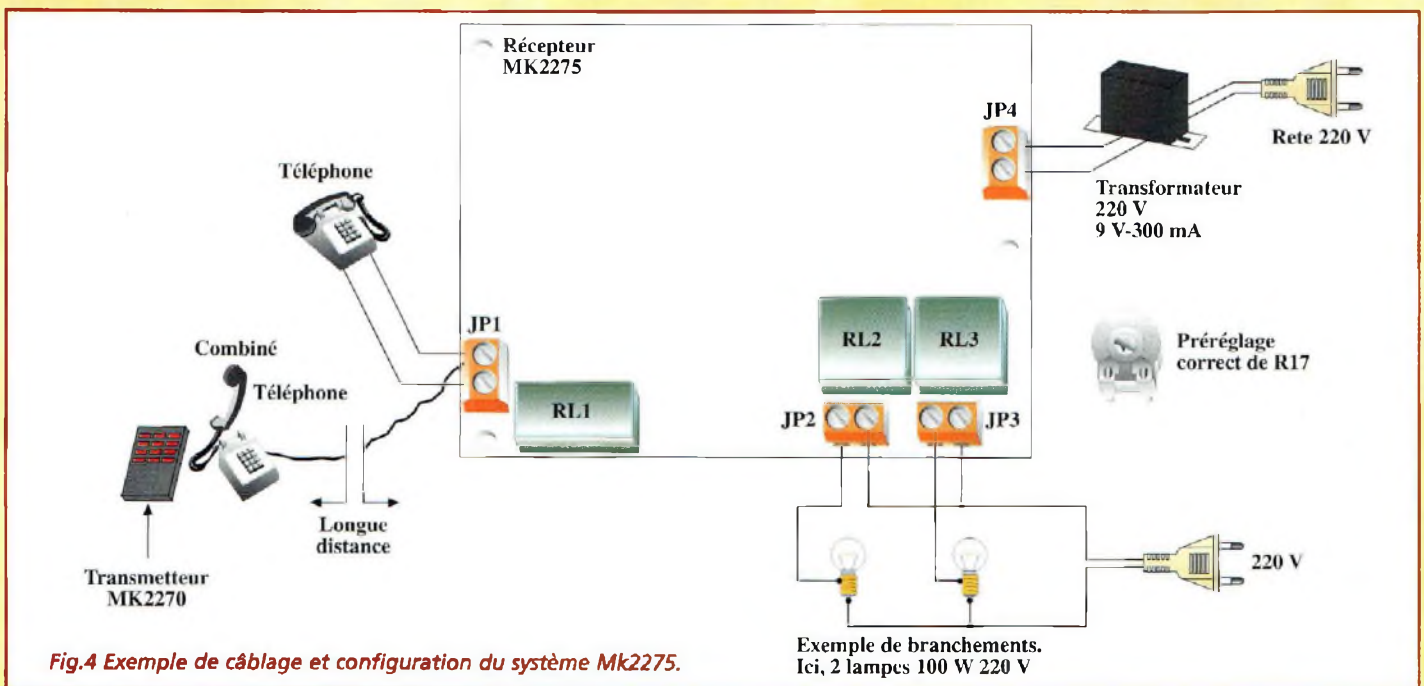 Récepteur
MK2275
JP4
Rete 220 V
Transformateur
220 V
9 V-300 mA
Téléphone
JP1
Combiné
Téléphone
RL1
RL2
RL3
Préréglage
correct de R17
JP2
JP3
Longue
distance
Transmetteur
MK2270
220 V
Exemple de branchements.
Ici, 2 lampes 100 W 220 V
Fig.4 Exemple de câblage et configuration du système Mk2275.